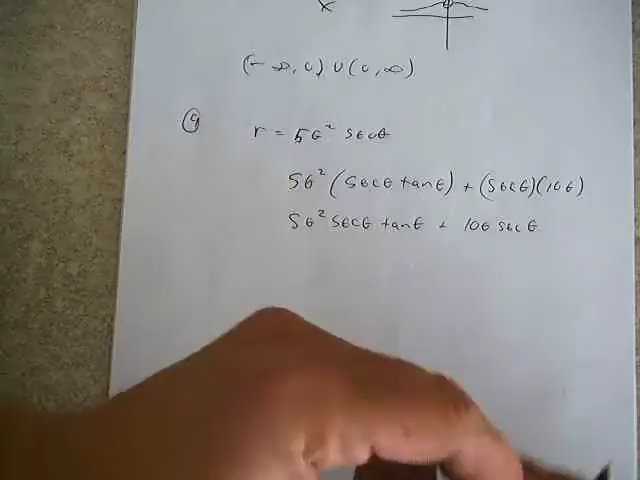 x
(-∞, 0) ∪ (0, ∞)
9 r = 5θ² secθ
5θ² (secθ tanθ) + (secθ)(10θ)
5θ² secθ tanθ + 10θ secθ